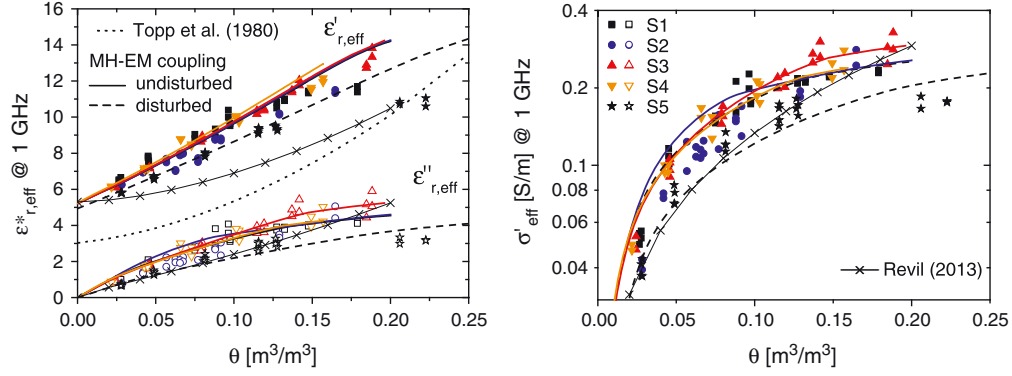 16
14
12
10
8
6
4
2
0
ε*r,eff @ 1 GHz
Topp et al. (1980)
MH-EM coupling
undisturbed
disturbed
ε'r,eff
ε''r,eff
0.00 0.05 0.10 0.15 0.20 0.25
θ [m³/m³]
0.4
0.2
0.1
0.08
0.06
0.04
σ'eff [S/m] @ 1 GHz
S1
S2
S3
S4
S5
Revil (2013)
0.00 0.05 0.10 0.15 0.20 0.25
θ [m³/m³]